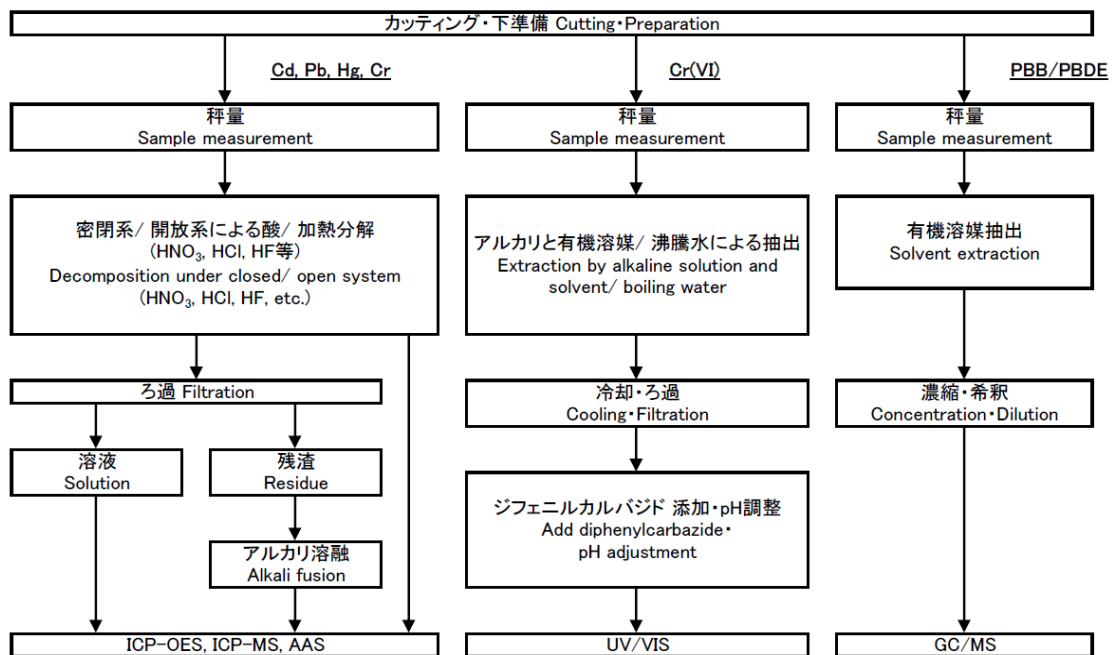 カッティング・下準備 Cutting・Preparation
Cd, Pb, Hg, Cr
秤量
Sample measurement
密閉系/ 開放系による酸/ 加熱分解
(HNO₃, HCl, HF等)
Decomposition under closed/ open system
(HNO₃, HCl, HF, etc.)
ろ過 Filtration
溶液
Solution
残渣
Residue
アルカリ溶融
Alkali fusion
ICP-OES, ICP-MS, AAS
Cr(VI)
秤量
Sample measurement
アルカリと有機溶媒/ 沸騰水による抽出
Extraction by alkaline solution and
solvent/ boiling water
冷却・ろ過
Cooling・Filtration
ジフェニルカルバジド 添加・pH調整
Add diphenylcarbazide・
pH adjustment
UV/VIS
PBB/PBDE
秤量
Sample measurement
有機溶媒抽出
Solvent extraction
濃縮・希釈
Concentration・Dilution
GC/MS